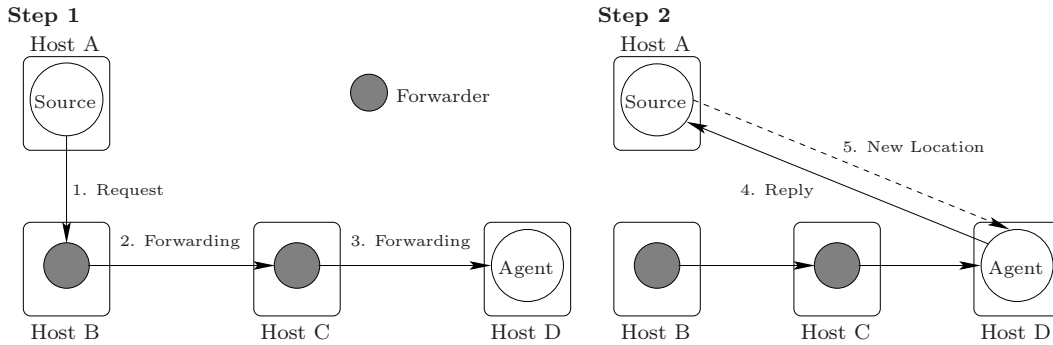 Step 1
Host A
Source
Forwarder
1. Request
2. Forwarding
3. Forwarding
Agent
Host B
Host C
Host D
Step 2
Host A
Source
5. New Location
4. Reply
Agent
Host B
Host C
Host D